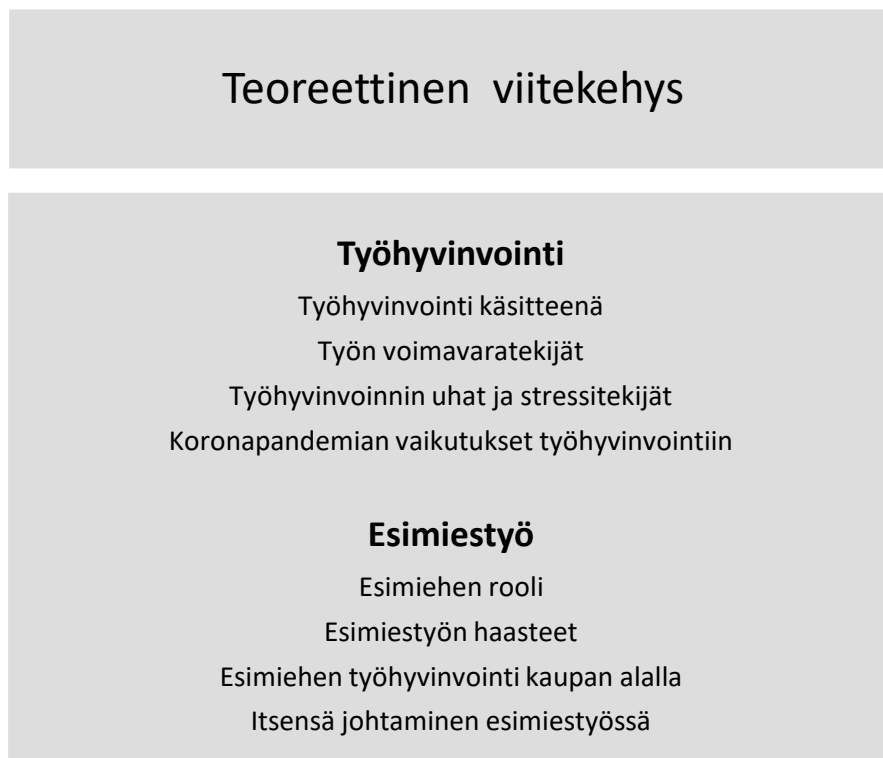 Teoreettinen viitekehys
Työhyvinvointi
Työhyvinvointi käsitteenä
Työn voimavaratekijät
Työhyvinvoinnin uhat ja stressitekijät
Koronapandemian vaikutukset työhyvinvointiin
Esimiestyö
Esimiehen rooli
Esimiestyön haasteet
Esimiehen työhyvinvointi kaupan alalla
Itsensä johtaminen esimiestyössä